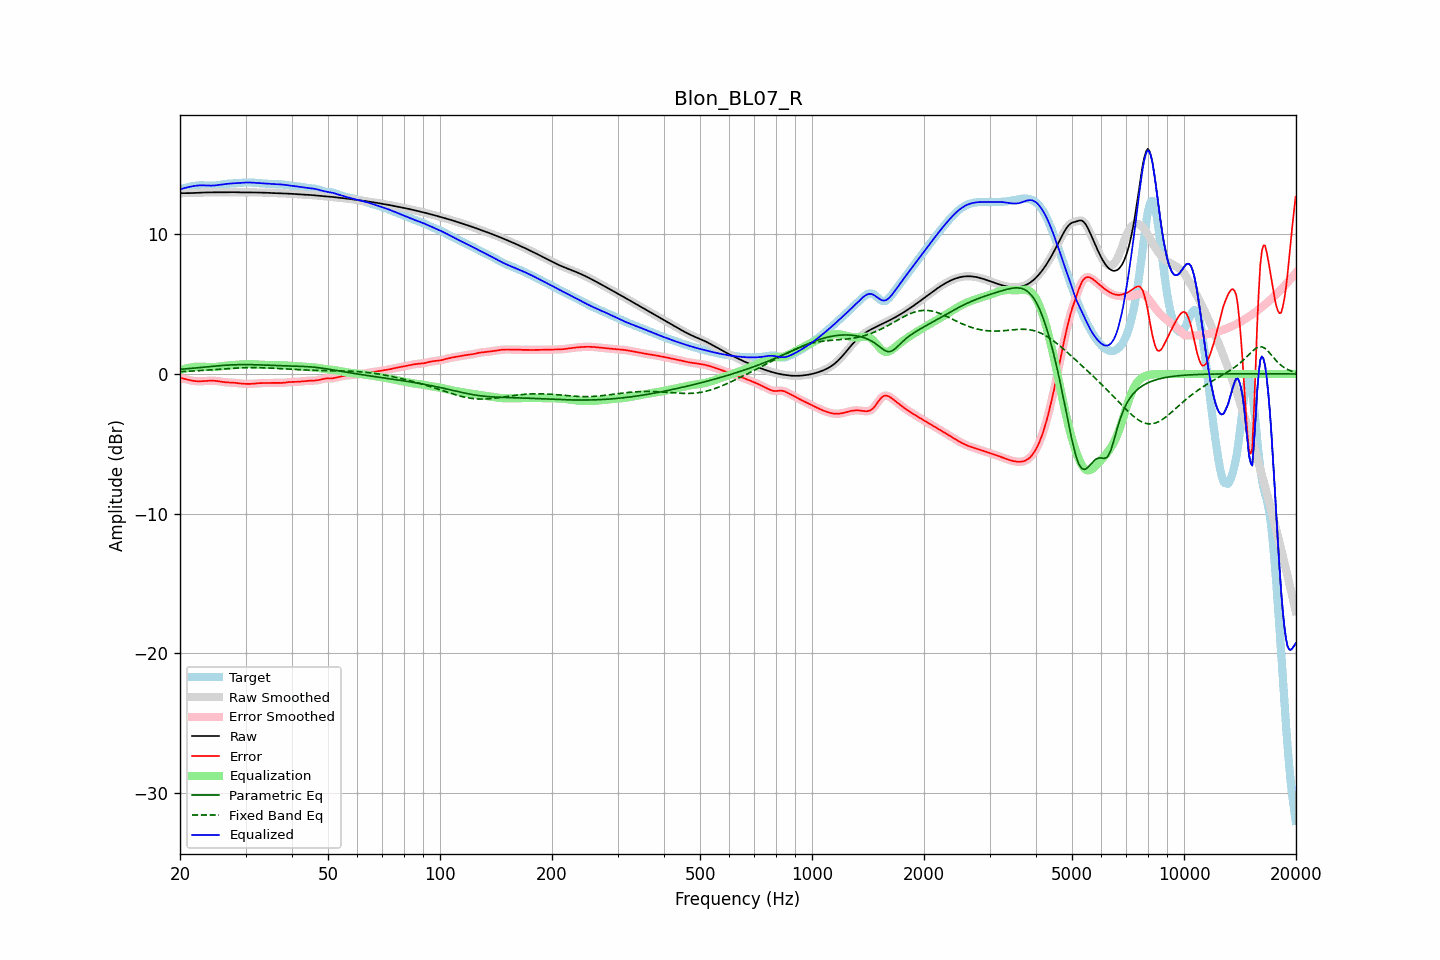 Blon_BL07_R
Amplitude (dBr)
10
0
−10
−20
−30
Target
Raw Smoothed
Error Smoothed
Raw
Error
Equalization
Parametric Eq
Fixed Band Eq
Equalized
20 50 100 200 500 1000 2000 5000 10000 20000
Frequency (Hz)